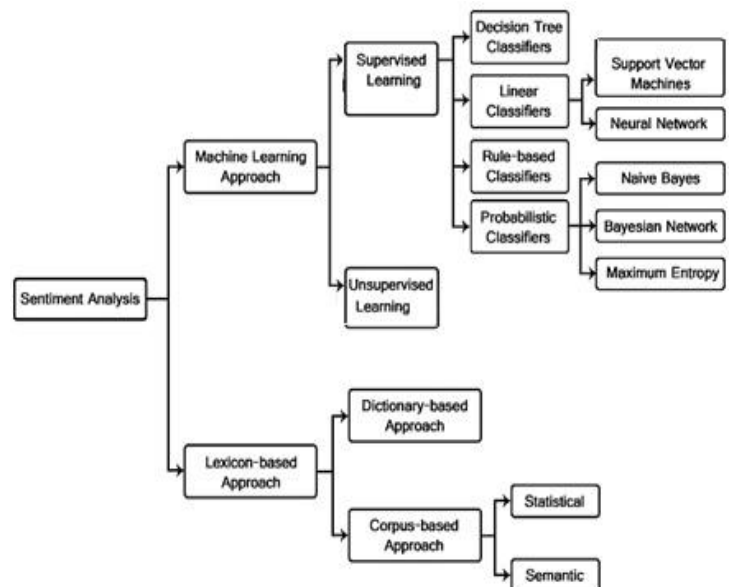 Decision Tree
Classifiers
Supervised
Learning
Support Vector
Machines
Linear
Classifiers
Neural Network
Machine Learning
Approach
Rule-based
Classifiers
Naive Bayes
Probabilistic
Classifiers
Bayesian Network
Maximum Entropy
Sentiment Analysis
Unsupervised
Learning
Dictionary-based
Approach
Lexicon-based
Approach
Statistical
Corpus-based
Approach
Semantic